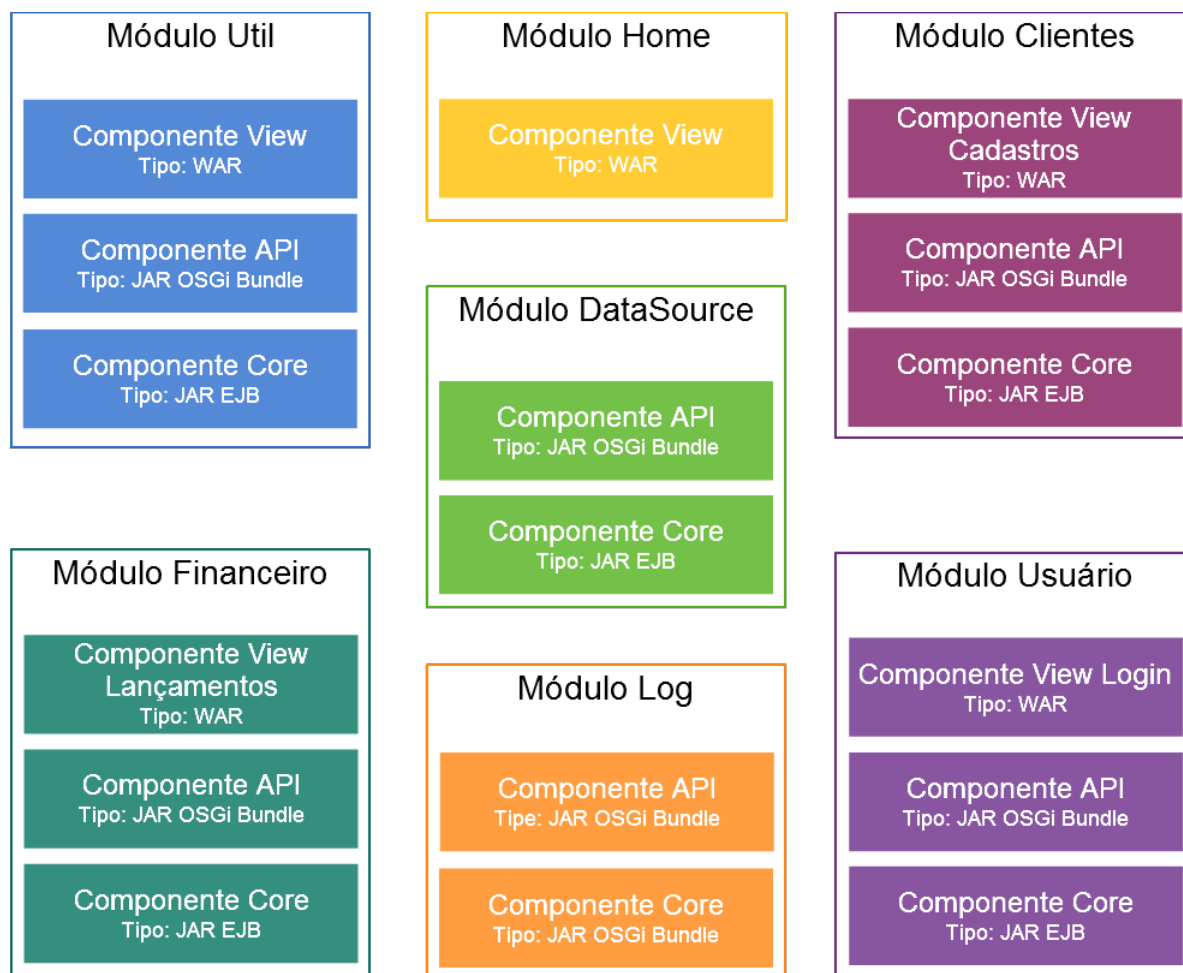 Módulo Util
Componente View
Tipo: WAR
Componente API
Tipo: JAR OSGi Bundle
Componente Core
Tipo: JAR EJB
Módulo Home
Componente View
Tipo: WAR
Módulo Clientes
Componente View
Cadastros
Tipo: WAR
Componente API
Tipo: JAR OSGi Bundle
Componente Core
Tipo: JAR EJB
Módulo DataSource
Componente API
Tipo: JAR OSGi Bundle
Componente Core
Tipo: JAR EJB
Módulo Financeiro
Componente View
Lançamentos
Tipo: WAR
Componente API
Tipo: JAR OSGi Bundle
Componente Core
Tipo: JAR EJB
Módulo Log
Componente API
Tipe: JAR OSGi Bundle
Componente Core
Tipo: JAR OSGi Bundle
Módulo Usuário
Componente View Login
Tipo: WAR
Componente API
Tipo: JAR OSGi Bundle
Componente Core
Tipo: JAR EJB